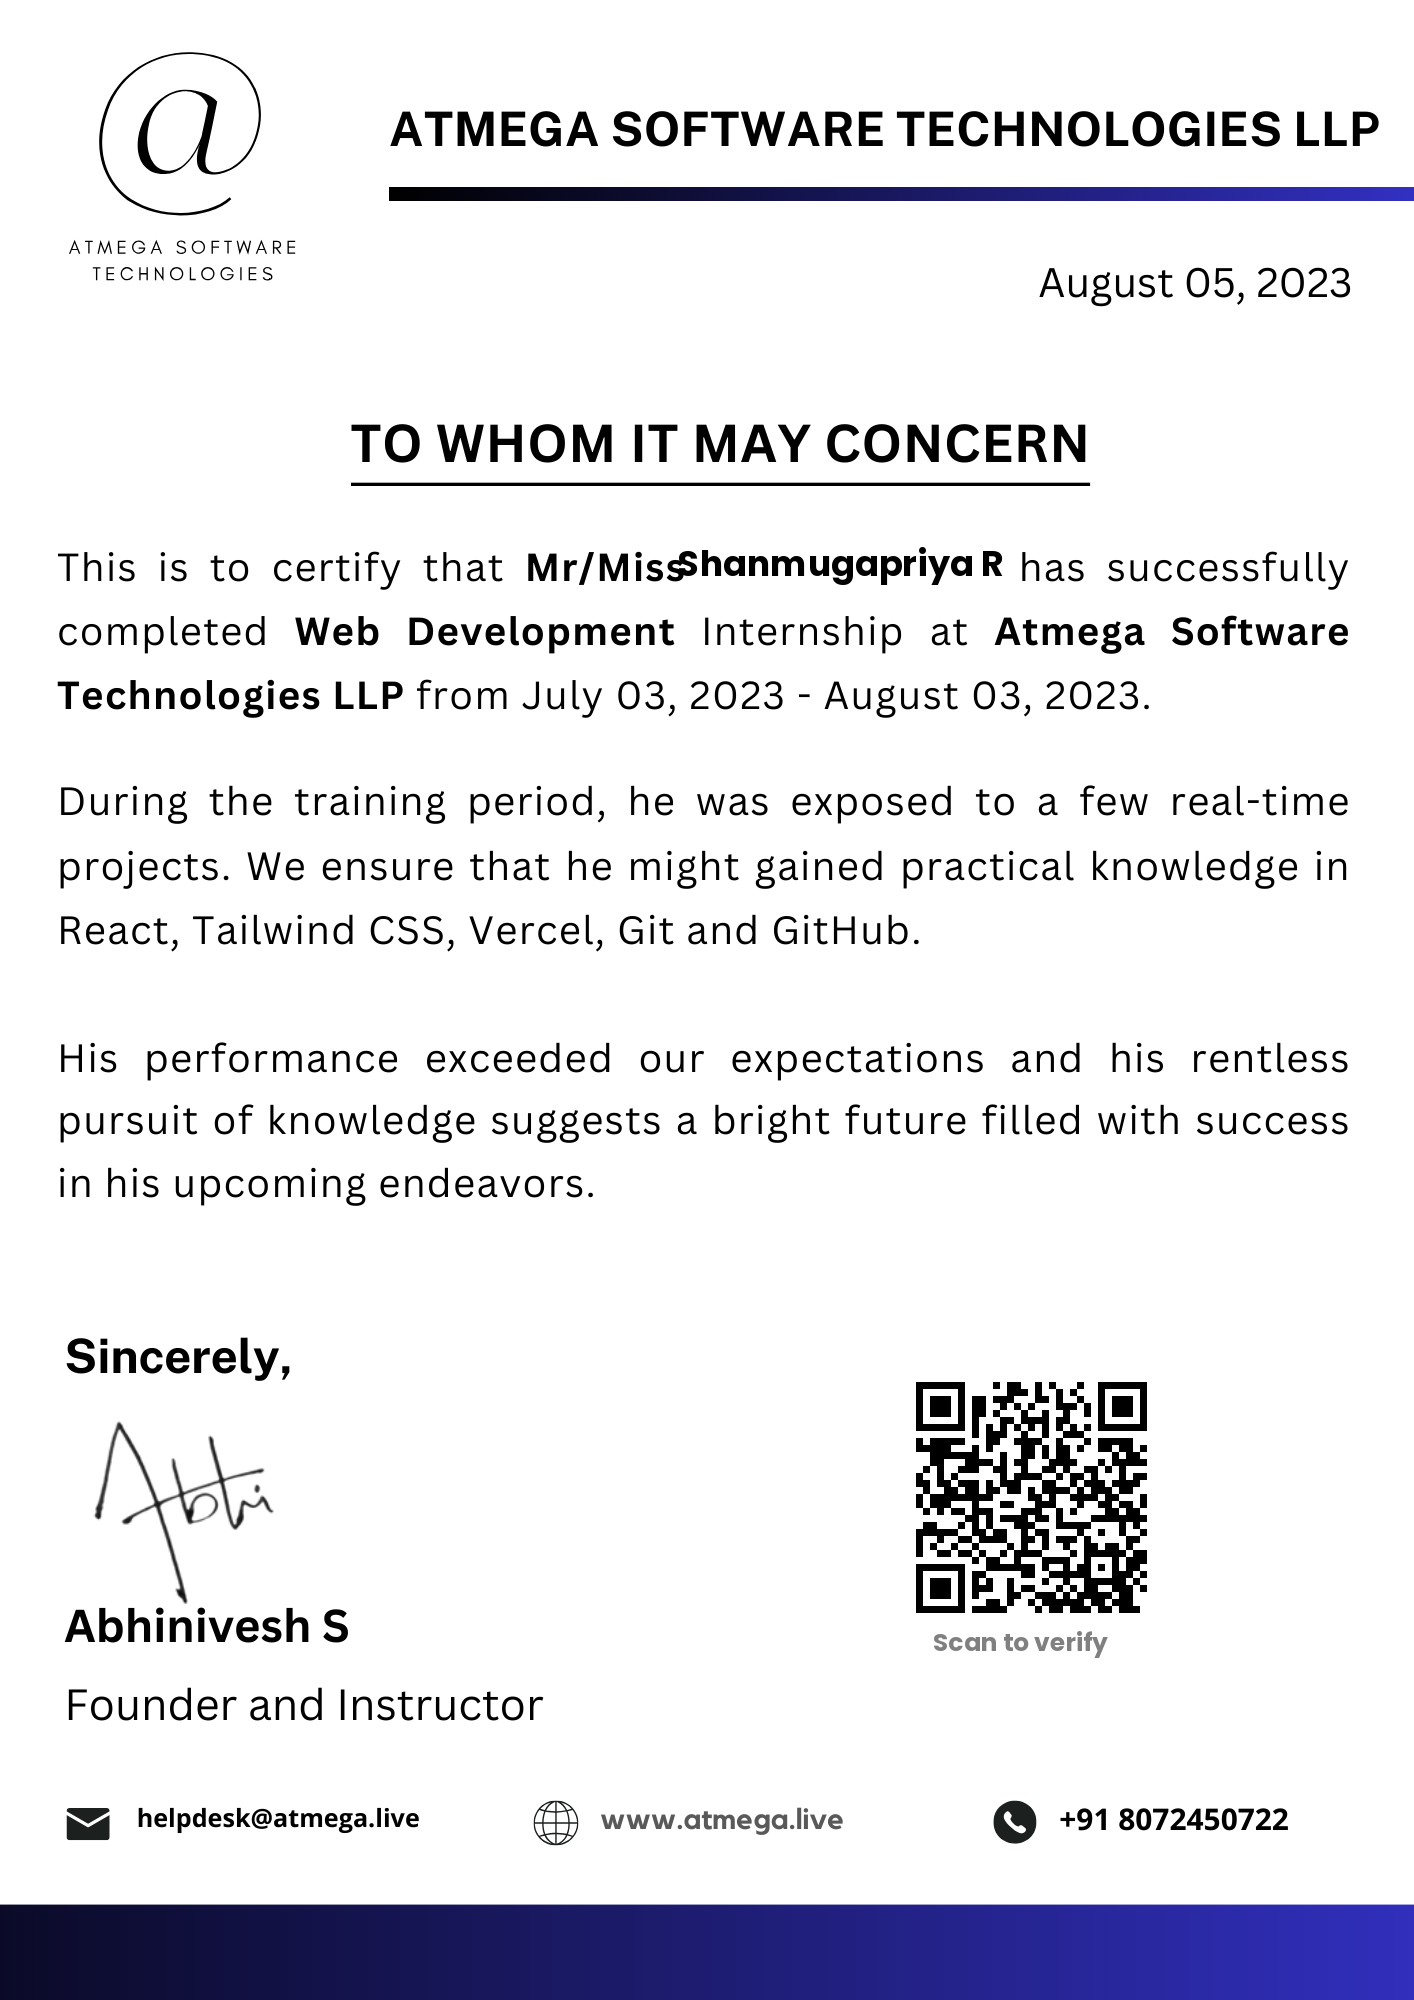 a
ATMEGA SOFTWARE
TECHNOLOGIES
ATMEGA SOFTWARE TECHNOLOGIES LLP
August 05, 2023
TO WHOM IT MAY CONCERN
This is to certify that Mr/Miss Shanmugapriya R has successfully
completed Web Development Internship at Atmega Software
Technologies LLP from July 03, 2023 - August 03, 2023.
During the training period, he was exposed to a few real-time
projects. We ensure that he might gained practical knowledge in
React, Tailwind CSS, Vercel, Git and GitHub.
His performance exceeded our expectations and his rentless
pursuit of knowledge suggests a bright future filled with success
in his upcoming endeavors.
Sincerely,
Abhi
Abhinivesh S
Founder and Instructor
Scan to verify
helpdesk@atmega.live
www.atmega.live
+91 8072450722